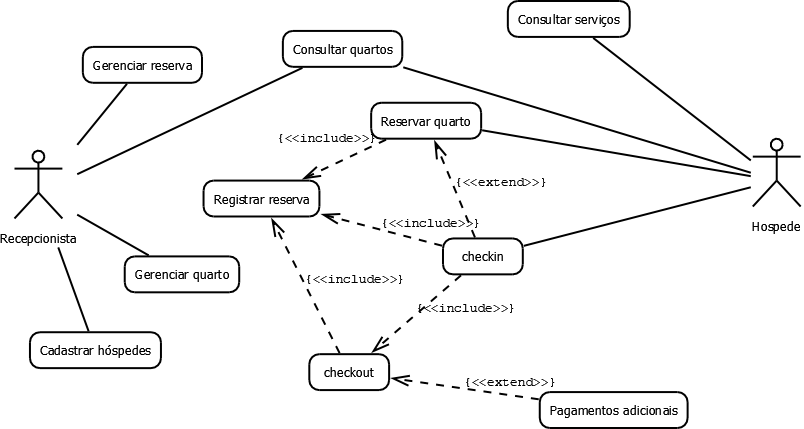 Consultar serviços
Consultar quartos
Gerenciar reserva
Reservar quarto
{<<include>>}
{<<extend>>}
Registrar reserva
{<<include>>}
Hospede
Recepcionista
checkin
Gerenciar quarto
{<<include>>}
{<<include>>}
Cadastrar hóspedes
checkout
{<<extend>>}
Pagamentos adicionais